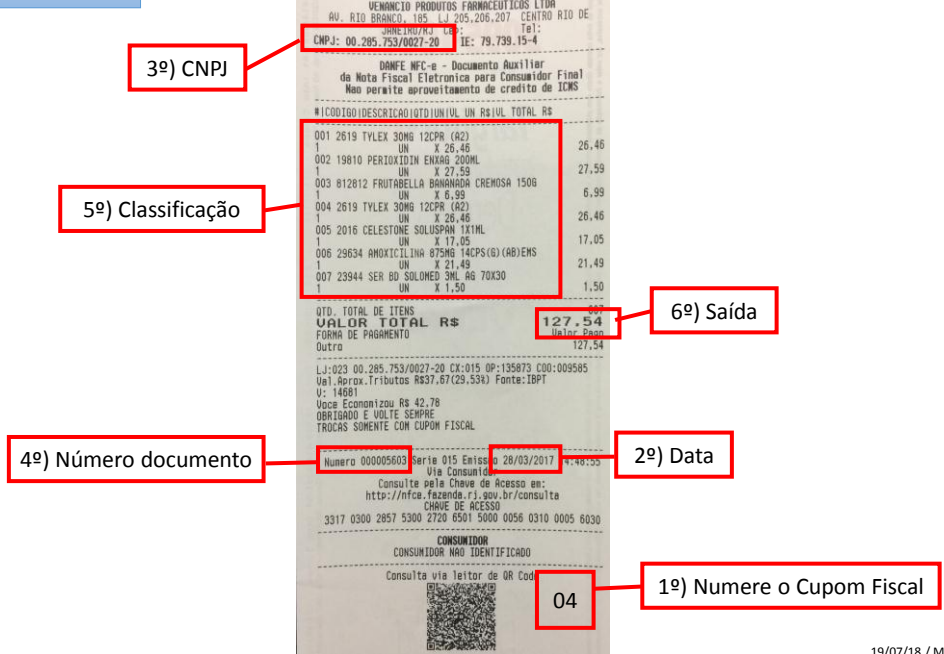 VENANCIO PRODUTOS FARMACEUTICOS LTDA
AV. RIO BRANCO, 185 LJ 205,206,207 CENTRO RIO DE
JANEIRO/RJ Cep: Tel:
CNPJ: 00.285.753/0027-20 IE: 79.739.15-4
3º) CNPJ
DANFE NFC-e - Documento Auxiliar
da Nota Fiscal Eletronica para Consumidor Final
Nao permite aproveitamento de credito de ICMS
#|CODIGO|DESCRICAO|QTD|UN|VL UN R$|VL TOTAL R$
001 2619 TYLEX 30MG 12CPR (A2)
1 UN X 26,46 26,46
002 19810 PERIOXIDIN ENXAG 200ML
1 UN X 27,59 27,59
003 812812 FRUTABELLA BANANADA CREMOSA 150G
1 UN X 6,99 6,99
5º) Classificação
004 2619 TYLEX 30MG 12CPR (A2)
1 UN X 26,46 26,46
005 2016 CELESTONE SOLUSPAN 1X1ML
1 UN X 17,05 17,05
006 29634 AMOXICILINA 875MG 14CPS(G)(AB)EMS
1 UN X 21,49 21,49
007 23944 SER BD SOLOMED 3ML AG 70X30
1 UN X 1,50 1,50
QTD. TOTAL DE ITENS 007
VALOR TOTAL R$ 127,54
6º) Saída
FORMA DE PAGAMENTO Valor Pago
Outro 127,54
LJ:023 00.285.753/0027-20 CX:015 OP:135873 COO:009585
Val.Aprox.Tributos R$37,67(29.53%) Fonte:IBPT
V: 14681
Voce Economizou R$ 42,78
OBRIGADO E VOLTE SEMPRE
TROCAS SOMENTE COM CUPOM FISCAL
4º) Número documento
Numero 000005603 Serie 015 Emissao 28/03/2017 14:48:55
2º) Data
Via Consumidor
Consulte pela Chave de Acesso em:
http://nfce.fazenda.rj.gov.br/consulta
CHAVE DE ACESSO
3317 0300 2857 5300 2720 6501 5000 0056 0310 0005 6030
CONSUMIDOR
CONSUMIDOR NAO IDENTIFICADO
Consulta via leitor de QR Code
04
1º) Numere o Cupom Fiscal
19/07/18 / M